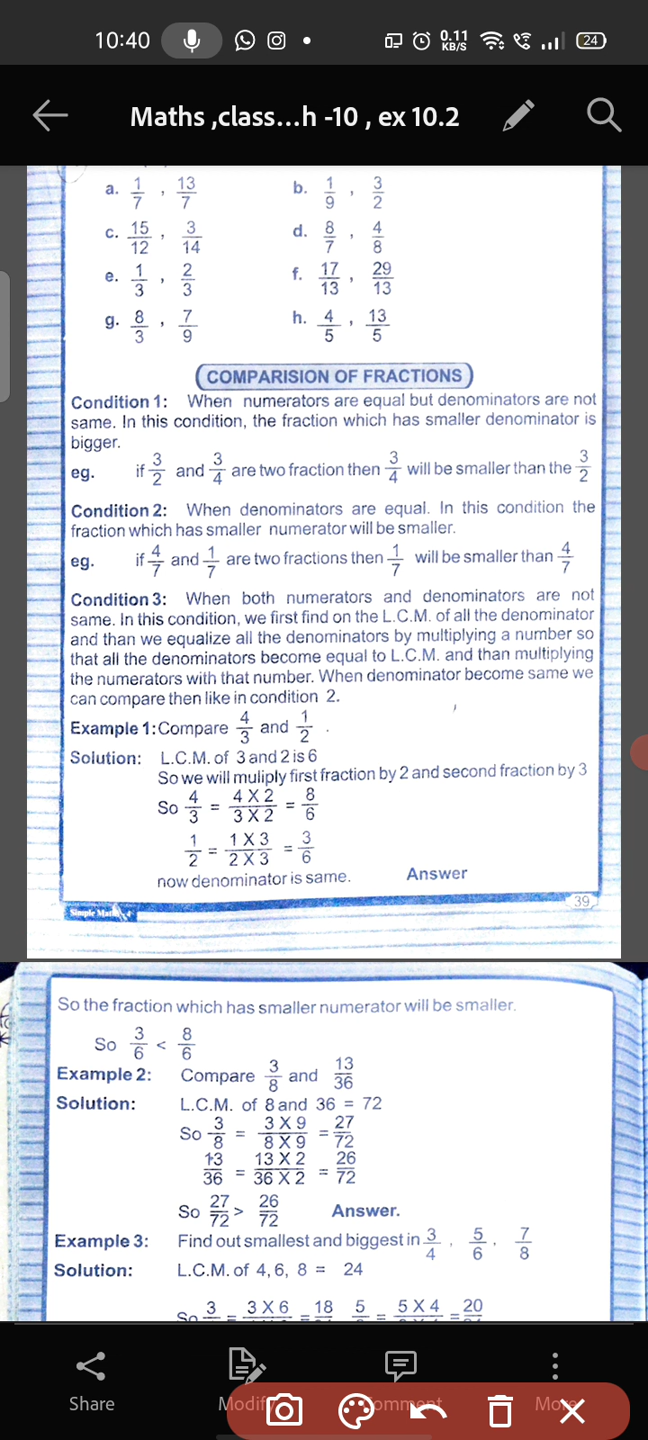 10:40 0.11 KB/S 24
Maths ,class...h -10 , ex 10.2
a. 1/7 , 13/7 b. 1/9 , 3/2
c. 15/12 , 3/14 d. 8/7 , 4/8
e. 1/3 , 2/3 f. 17/13 , 29/13
g. 8/3 , 7/9 h. 4/5 , 13/5
COMPARISION OF FRACTIONS
Condition 1: When numerators are equal but denominators are not
same. In this condition, the fraction which has smaller denominator is
bigger.
eg. if 3/2 and 3/4 are two fraction then 3/4 will be smaller than the 3/2
Condition 2: When denominators are equal. In this condition the
fraction which has smaller numerator will be smaller.
eg. if 4/7 and 1/7 are two fractions then 1/7 will be smaller than 4/7
Condition 3: When both numerators and denominators are not
same. In this condition, we first find on the L.C.M. of all the denominator
and than we equalize all the denominators by multiplying a number so
that all the denominators become equal to L.C.M. and than multiplying
the numerators with that number. When denominator become same we
can compare then like in condition 2.
Example 1: Compare 4/3 and 1/2 .
Solution: L.C.M. of 3 and 2 is 6
So we will muliply first fraction by 2 and second fraction by 3
So 4/3 = 4 X 2/3 X 2 = 8/6
1/2 = 1 X 3/2 X 3 = 3/6
now denominator is same. Answer
Simple Maths-4 39
So the fraction which has smaller numerator will be smaller.
So 3/6 < 8/6
Example 2: Compare 3/8 and 13/36
Solution: L.C.M. of 8 and 36 = 72
So 3/8 = 3 X 9/8 X 9 = 27/72
13/36 = 13 X 2/36 X 2 = 26/72
So 27/72 > 26/72 Answer.
Example 3: Find out smallest and biggest in 3/4 , 5/6 , 7/8
Solution: L.C.M. of 4, 6, 8 = 24
So 3 = 3 X 6 = 18 5 = 5 X 4 = 20
Share Modify Comment More